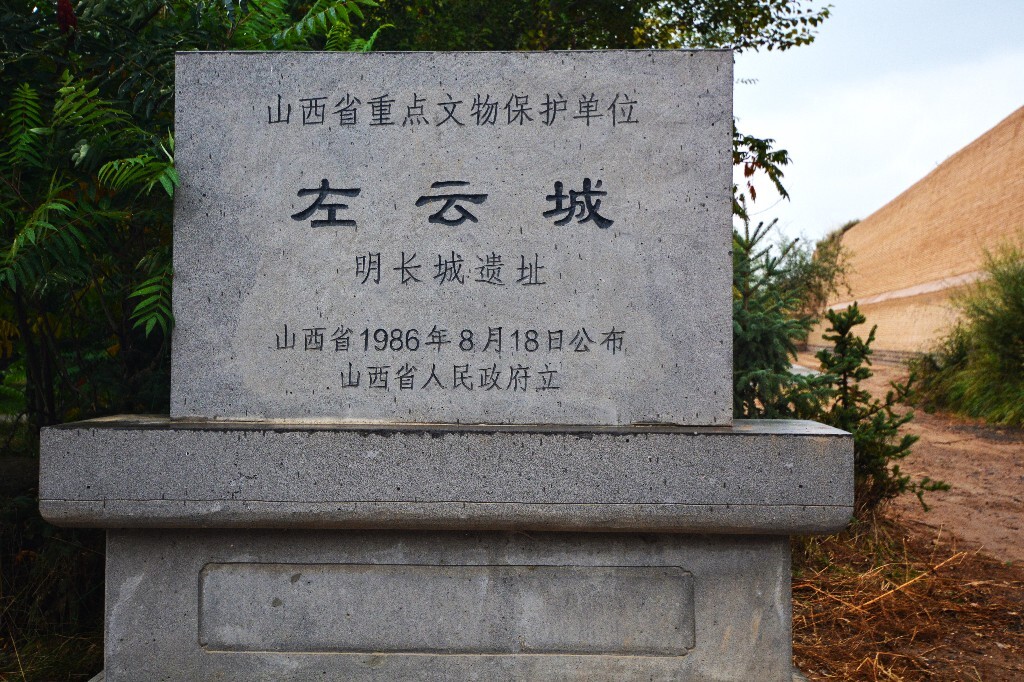 山西省重点文物保护单位
左云城
明长城遗址
山西省1986年8月18日公布
山西省人民政府立